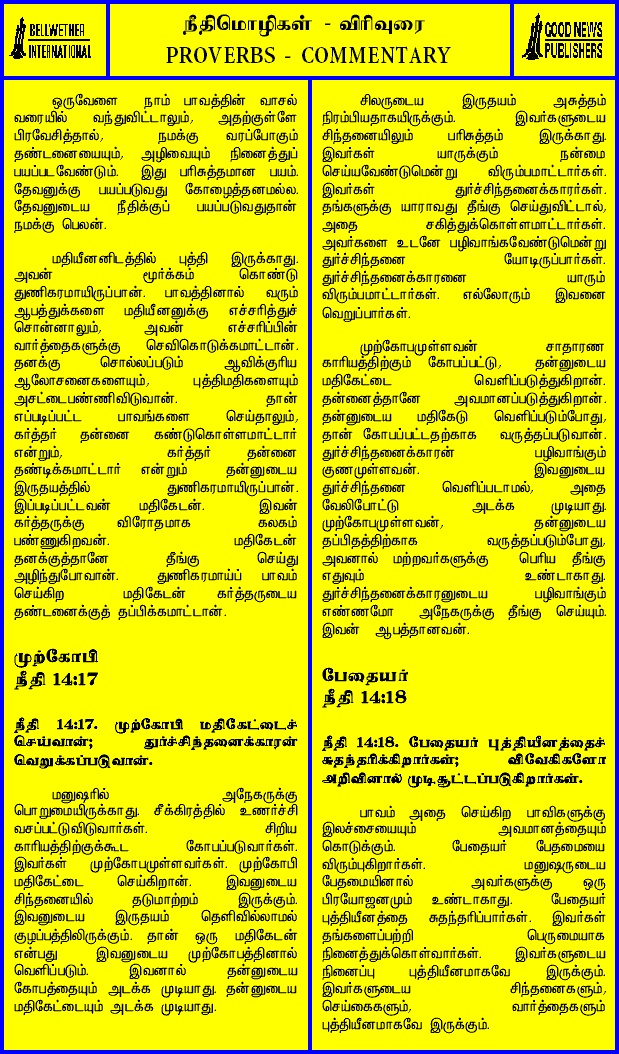 BELLWETHER
INTERNATIONAL
நீதிமொழிகள் - விரிவுரை
PROVERBS - COMMENTARY
GOOD NEWS
PUBLISHERS
ஒருவேளை நாம் பாவத்தின் வாசல்
வரையில் வந்துவிட்டாலும், அதற்குள்ளே
பிரவேசித்தால், நமக்கு வரப்போகும்
தண்டனையையும், அழிவையும் நினைத்துப்
பயப்படவேண்டும். இது பரிசுத்தமான பயம்.
தேவனுக்கு பயப்படுவது கோழைத்தனமல்ல.
தேவனுடைய நீதிக்குப் பயப்படுவதுதான்
நமக்கு பெலன்.
மதியீனனிடத்தில் புத்தி இருக்காது.
அவன் மூர்க்கம் கொண்டு
துணிகரமாயிருப்பான். பாவத்தினால் வரும்
ஆபத்துக்களை மதியீனனுக்கு எச்சரித்துச்
சொன்னாலும், அவன் எச்சரிப்பின்
வார்த்தைகளுக்கு செவிகொடுக்கமாட்டான்.
தனக்கு சொல்லப்படும் ஆவிக்குரிய
ஆலோசனைகளையும், புத்திமதிகளையும்
அசட்டைபண்ணிவிடுவான். தான்
எப்படிப்பட்ட பாவங்களை செய்தாலும்,
கர்த்தர் தன்னை கண்டுகொள்ளமாட்டார்
என்றும், கர்த்தர் தன்னை
தண்டிக்கமாட்டார் என்றும் தன்னுடைய
இருதயத்தில் துணிகரமாயிருப்பான்.
இப்படிப்பட்டவன் மதிகேடன். இவன்
கர்த்தருக்கு விரோதமாக கலகம்
பண்ணுகிறவன். மதிகேடன்
தனக்குத்தானே தீங்கு செய்து
அழிந்துபோவான். துணிகரமாய்ப் பாவம்
செய்கிற மதிகேடன் கர்த்தருடைய
தண்டனைக்குத் தப்பிக்கமாட்டான்.
முற்கோபி
நீதி 14:17
நீதி 14:17. முற்கோபி மதிகேட்டைச்
செய்வான்; துர்ச்சிந்தனைக்காரன்
வெறுக்கப்படுவான்.
மனுஷரில் அநேகருக்கு
பொறுமையிருக்காது. சீக்கிரத்தில் உணர்ச்சி
வசப்பட்டுவிடுவார்கள். சிறிய
காரியத்திற்குக்கூட கோபப்படுவார்கள்.
இவர்கள் முற்கோபமுள்ளவர்கள். முற்கோபி
மதிகேட்டை செய்கிறான். இவனுடைய
சிந்தனையில் தடுமாற்றம் இருக்கும்.
இவனுடைய இருதயம் தெளிவில்லாமல்
குழப்பத்திலிருக்கும். தான் ஒரு மதிகேடன்
என்பது இவனுடைய முற்கோபத்தினால்
வெளிப்படும். இவனால் தன்னுடைய
கோபத்தையும் அடக்க முடியாது. தன்னுடைய
மதிகேட்டையும் அடக்க முடியாது.
சிலருடைய இருதயம் அசுத்தம்
நிரம்பியதாகயிருக்கும். இவர்களுடைய
சிந்தனையிலும் பரிசுத்தம் இருக்காது.
இவர்கள் யாருக்கும் நன்மை
செய்யவேண்டுமென்று விரும்பமாட்டார்கள்.
இவர்கள் துர்ச்சிந்தனைக்காரர்கள்.
தங்களுக்கு யாராவது தீங்கு செய்துவிட்டால்,
அதை சகித்துக்கொள்ளமாட்டார்கள்.
அவர்களை உடனே பழிவாங்கவேண்டுமென்று
துர்ச்சிந்தனை யோடிருப்பார்கள்.
துர்ச்சிந்தனைக்காரனை யாரும்
விரும்பமாட்டார்கள். எல்லோரும் இவனை
வெறுப்பார்கள்.
முற்கோபமுள்ளவன் சாதாரண
காரியத்திற்கும் கோபப்பட்டு, தன்னுடைய
மதிகேட்டை வெளிப்படுத்துகிறான்.
தன்னைத்தானே அவமானப்படுத்துகிறான்.
தன்னுடைய மதிகேடு வெளிப்படும்போது,
தான் கோபப்பட்டதற்காக வருத்தப்படுவான்.
துர்ச்சிந்தனைக்காரன் பழிவாங்கும்
குணமுள்ளவன். இவனுடைய
துர்ச்சிந்தனை வெளிப்படாமல், அதை
வேலிபோட்டு அடக்க முடியாது.
முற்கோபமுள்ளவன், தன்னுடைய
தப்பிதத்திற்காக வருத்தப்படும்போது,
அவனால் மற்றவர்களுக்கு பெரிய தீங்கு
எதுவும் உண்டாகாது.
துர்ச்சிந்தனைக்காரனுடைய பழிவாங்கும்
எண்ணமோ அநேகருக்கு தீங்கு செய்யும்.
இவன் ஆபத்தானவன்.
பேதையர்
நீதி 14:18
நீதி 14:18. பேதையர் புத்தியீனத்தைச்
சுதந்தரிக்கிறார்கள்; விவேகிகளோ
அறிவினால் முடிசூட்டப்படுகிறார்கள்.
பாவம் அதை செய்கிற பாவிகளுக்கு
இலச்சையையும் அவமானத்தையும்
கொடுக்கும். பேதையர் பேதமையை
விரும்புகிறார்கள். மனுஷருடைய
பேதமையினால் அவர்களுக்கு ஒரு
பிரயோஜனமும் உண்டாகாது. பேதையர்
புத்தியீனத்தை சுதந்தரிப்பார்கள். இவர்கள்
தங்களைப்பற்றி பெருமையாக
நினைத்துக்கொள்வார்கள். இவர்களுடைய
நினைப்பு புத்தியீனமாகவே இருக்கும்.
இவர்களுடைய சிந்தனைகளும்,
செய்கைகளும், வார்த்தைகளும்
புத்தியீனமாகவே இருக்கும்.